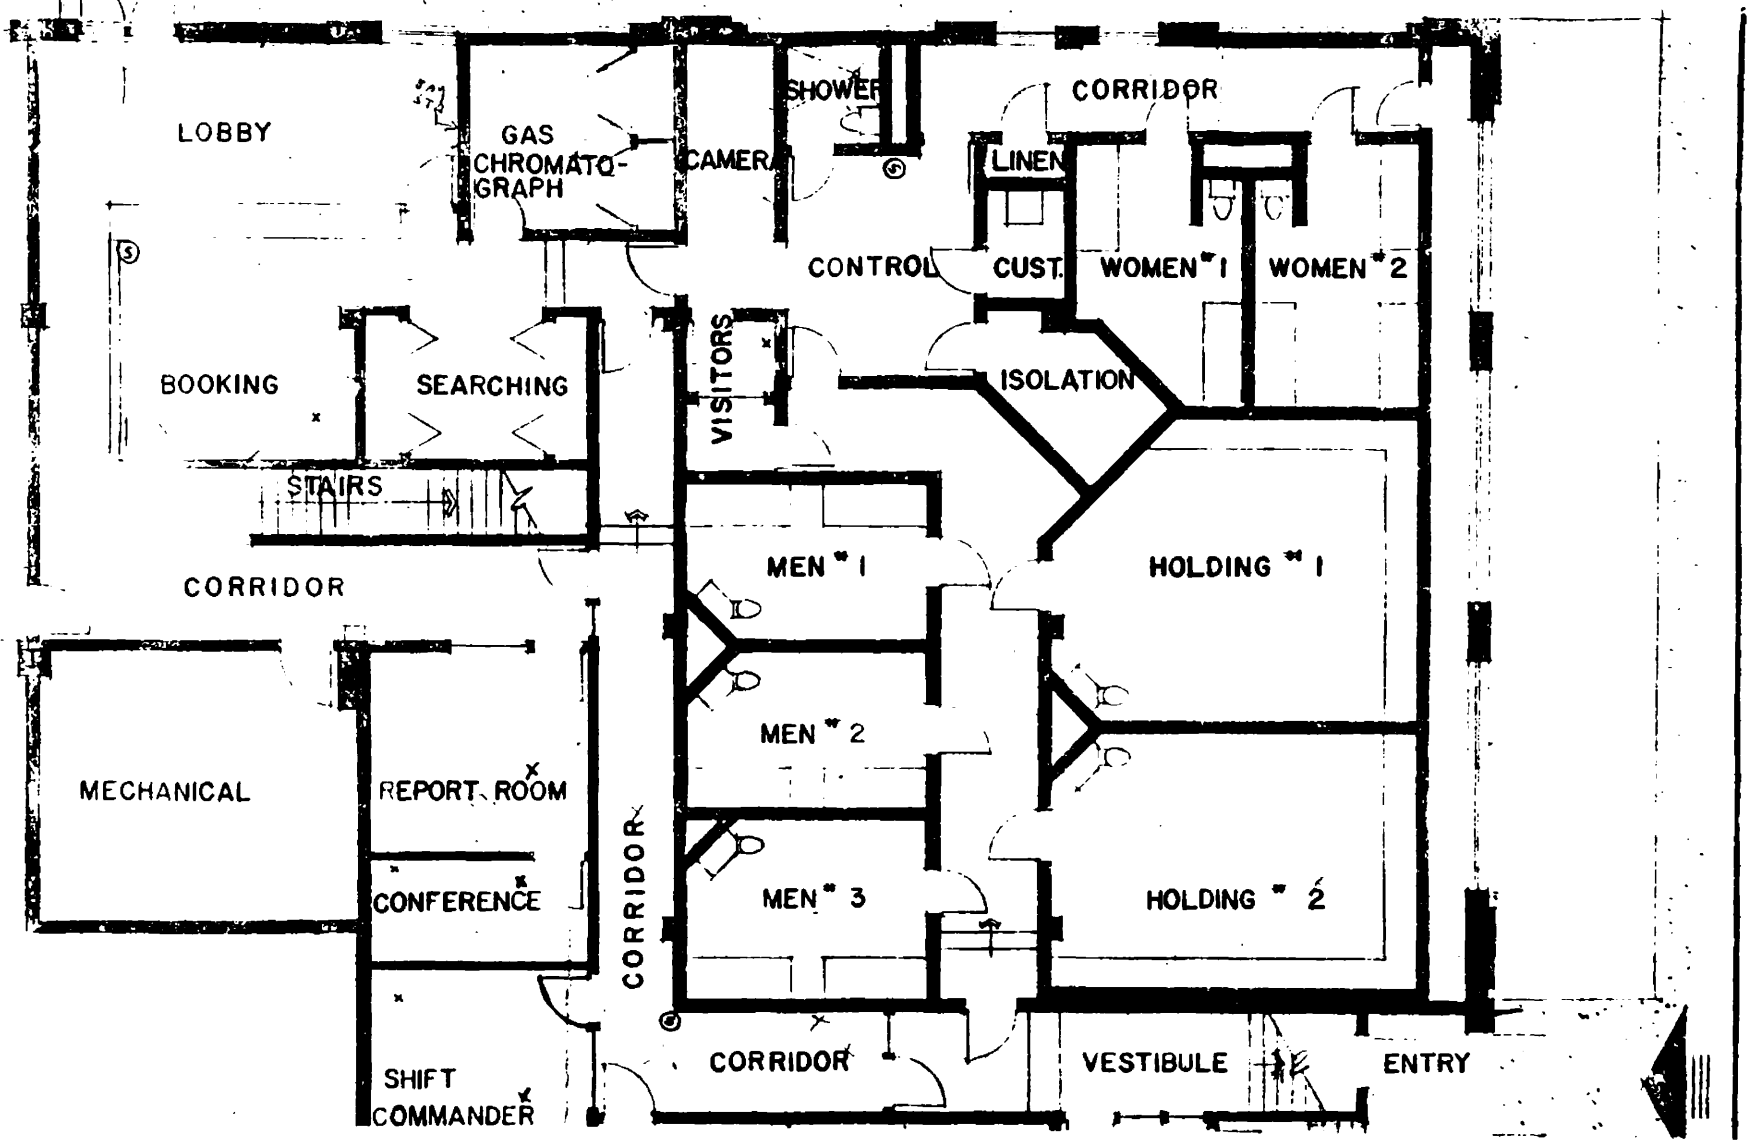 SHOWER
CORRIDOR
LOBBY
GAS
CHROMATO-
GRAPH
CAMERA
LINEN
CONTROL
CUST.
WOMEN #1
WOMEN #2
VISITORS
BOOKING
SEARCHING
ISOLATION
STAIRS
MEN #1
HOLDING #1
CORRIDOR
MEN #2
MECHANICAL
REPORT ROOM
CORRIDOR
CONFERENCE
MEN #3
HOLDING #2
CORRIDOR
VESTIBULE
ENTRY
SHIFT
COMMANDER